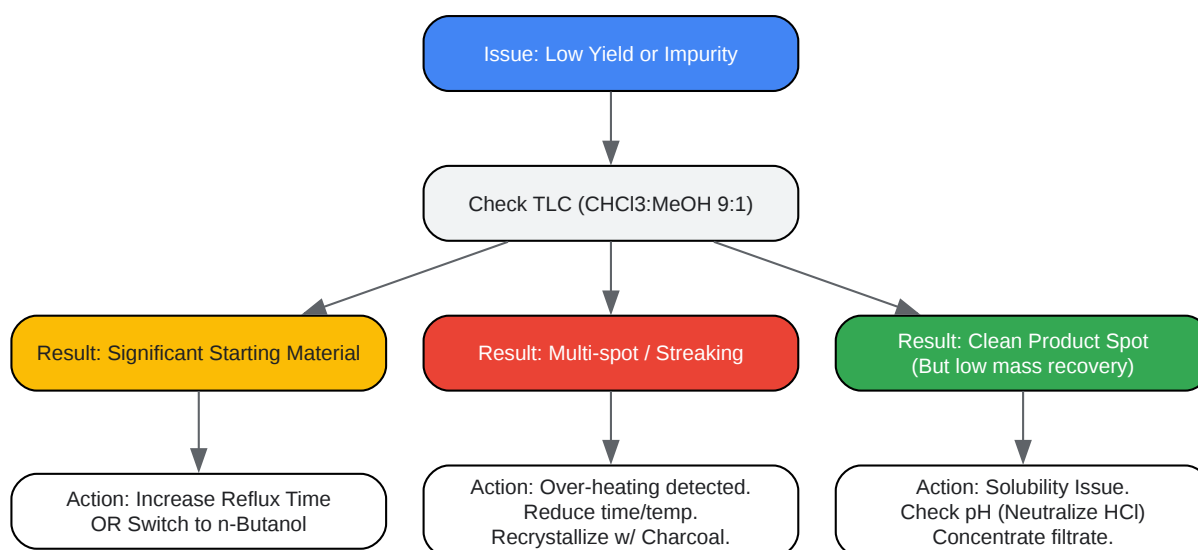 Issue: Low Yield or Impurity
Check TLC (CHCl3:MeOH 9:1)
Result: Significant Starting Material
Result: Multi-spot / Streaking
Result: Clean Product Spot
(But low mass recovery)
Action: Increase Reflux Time
OR Switch to n-Butanol
Action: Over-heating detected.
Reduce time/temp.
Recrystallize w/ Charcoal.
Action: Solubility Issue.
Check pH (Neutralize HCl)
Concentrate filtrate.